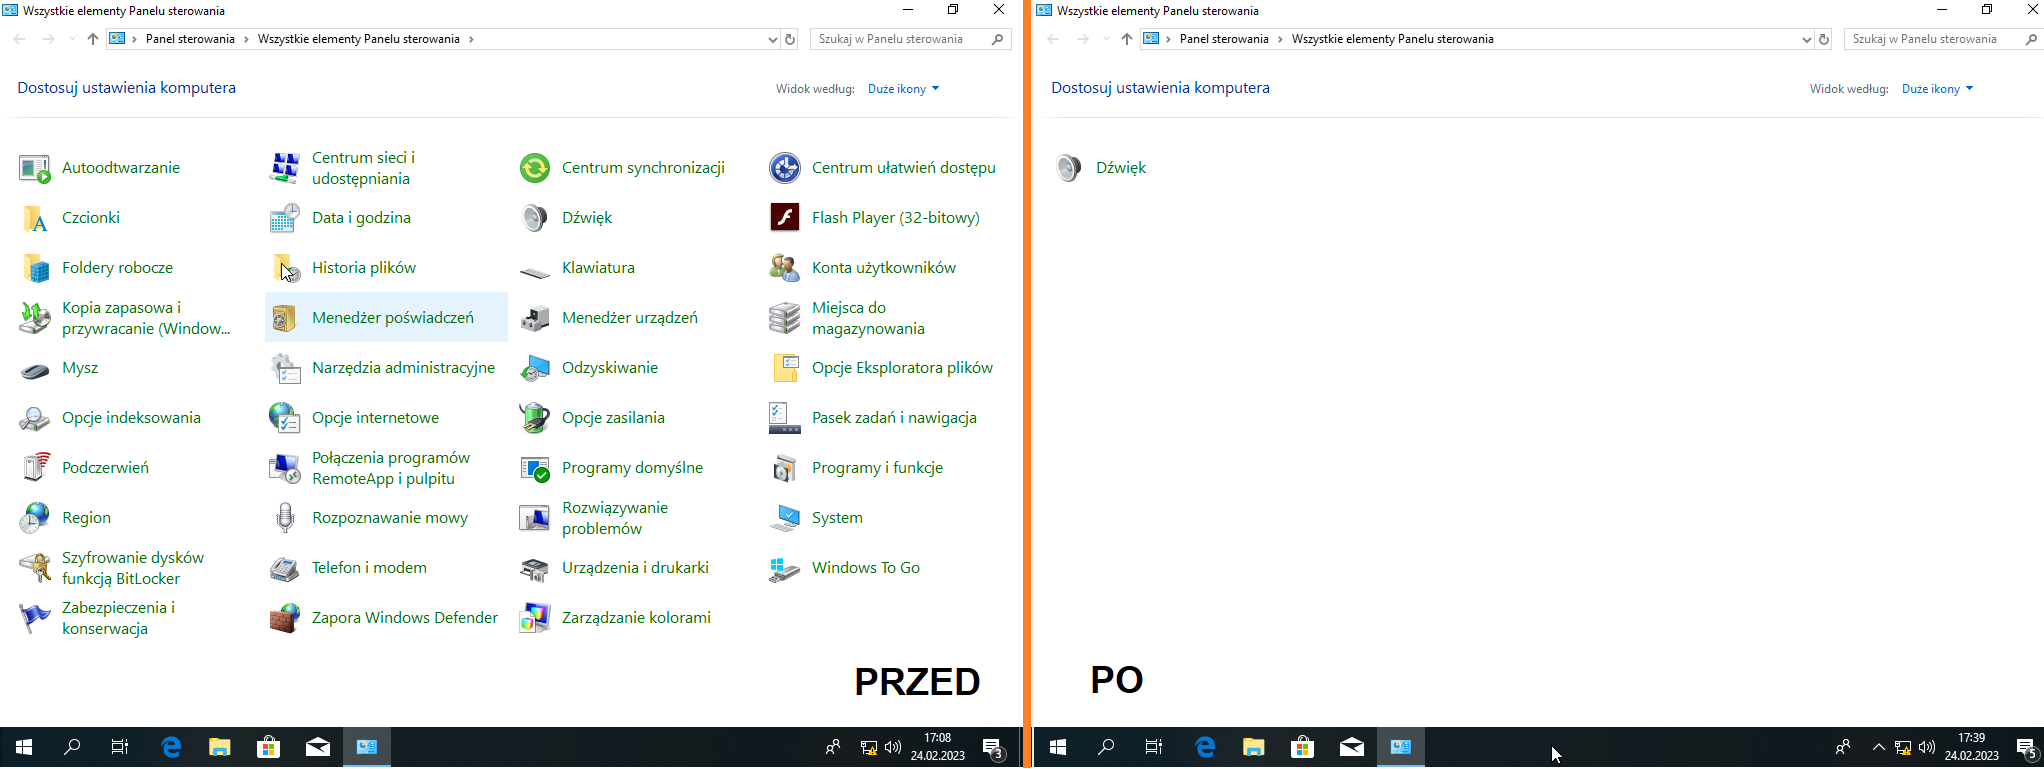 Wszystkie elementy Panelu sterowania
Panel sterowania
Wszystkie elementy Panelu sterowania
Szukaj w Panelu sterowania
Dostosuj ustawienia komputera
Widok według:
Duże ikony
Autoodtwarzanie
Centrum sieci i
udostępniania
Centrum synchronizacji
Centrum ułatwień dostępu
Czcionki
Data i godzina
Dźwięk
Flash Player (32-bitowy)
Foldery robocze
Historia plików
Klawiatura
Konta użytkowników
Kopia zapasowa i
przywracanie (Window...
Menedżer poświadczeń
Menedżer urządzeń
Miejsca do
magazynowania
Mysz
Narzędzia administracyjne
Odzyskiwanie
Opcje Eksploratora plików
Opcje indeksowania
Opcje internetowe
Opcje zasilania
Pasek zadań i nawigacja
Podczerwień
Połączenia programów
RemoteApp i pulpitu
Programy domyślne
Programy i funkcje
Region
Rozpoznawanie mowy
Rozwiązywanie
problemów
System
Szyfrowanie dysków
funkcją BitLocker
Telefon i modem
Urządzenia i drukarki
Windows To Go
Zabezpieczenia i
konserwacja
Zapora Windows Defender
Zarządzanie kolorami
PRZED
17:08
24.02.2023
3
Wszystkie elementy Panelu sterowania
Panel sterowania
Wszystkie elementy Panelu sterowania
Szukaj w Panelu sterowania
Dostosuj ustawienia komputera
Widok według:
Duże ikony
Dźwięk
PO
17:39
24.02.2023
5